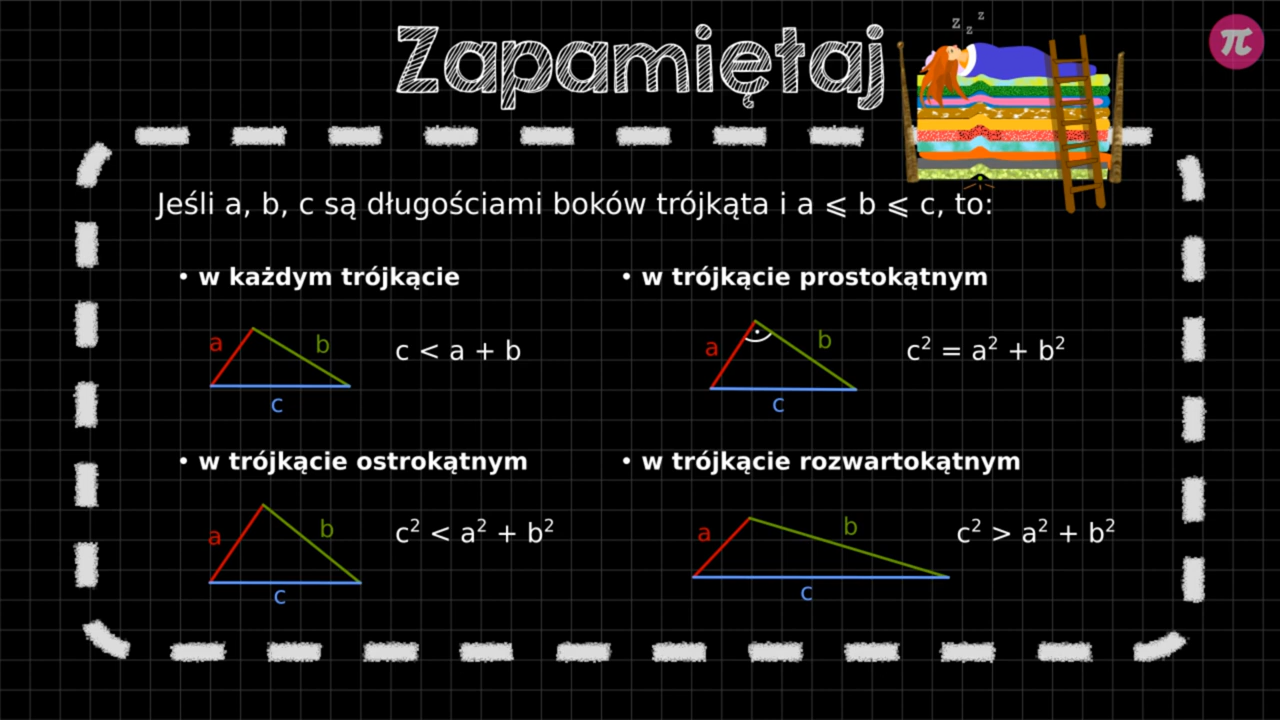 Zapamiętaj
z z z
π
Jeśli a, b, c są długościami boków trójkąta i a ⩽ b ⩽ c, to:
• w każdym trójkącie
a b c
c < a + b
• w trójkącie prostokątnym
a b c
c² = a² + b²
• w trójkącie ostrokątnym
a b c
c² < a² + b²
• w trójkącie rozwartokątnym
a b c
c² > a² + b²